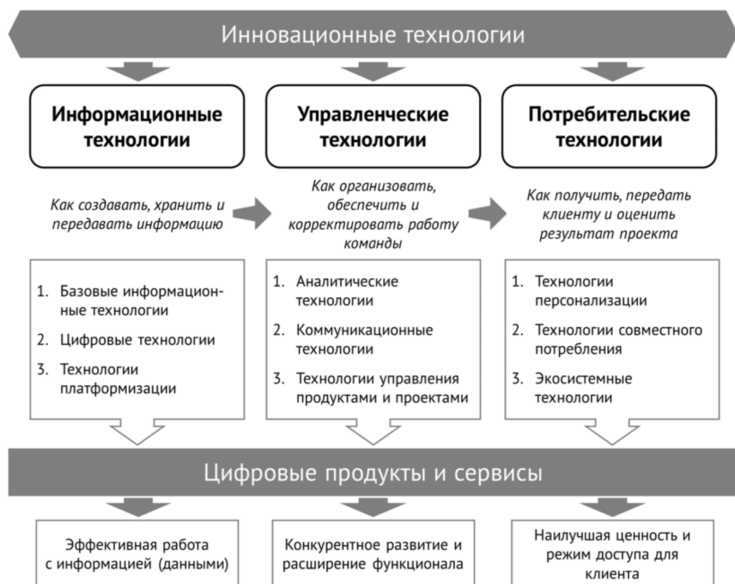 Инновационные технологии
Информационные
технологии
Управленческие
технологии
Потребительские
технологии
Как создавать, хранить и
передавать информацию
Как организовать,
обеспечить и
корректировать работу
команды
Как получить, передать
клиенту и оценить
результат проекта
1. Базовые информацион-
ные технологии
2. Цифровые технологии
3. Технологии
платформизации
1. Аналитические
технологии
2. Коммуникационные
технологии
3. Технологии управления
продуктами и проектами
1. Технологии
персонализации
2. Технологии совместного
потребления
3. Экосистемные
технологии
Цифровые продукты и сервисы
Эффективная работа
с информацией (данными)
Конкурентное развитие и
расширение функционала
Наилучшая ценность и
режим доступа для
клиента